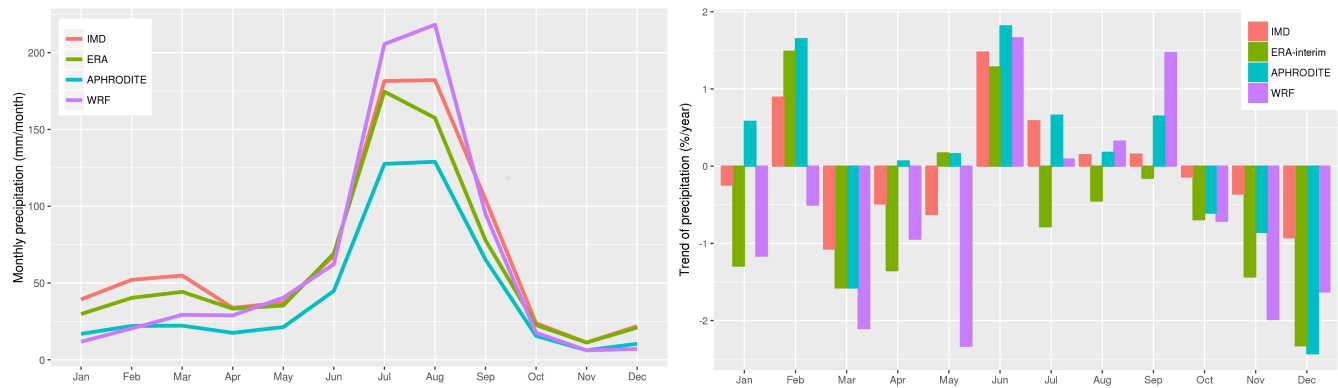 Monthly precipitation (mm/month)
200
150
100
50
0
IMD
ERA
APHRODITE
WRF
Jan Feb Mar Apr May Jun Jul Aug Sep Oct Nov Dec
Trend of precipitation (%/year)
2
1
0
-1
-2
IMD
ERA-interim
APHRODITE
WRF
Jan Feb Mar Apr May Jun Jul Aug Sep Oct Nov Dec